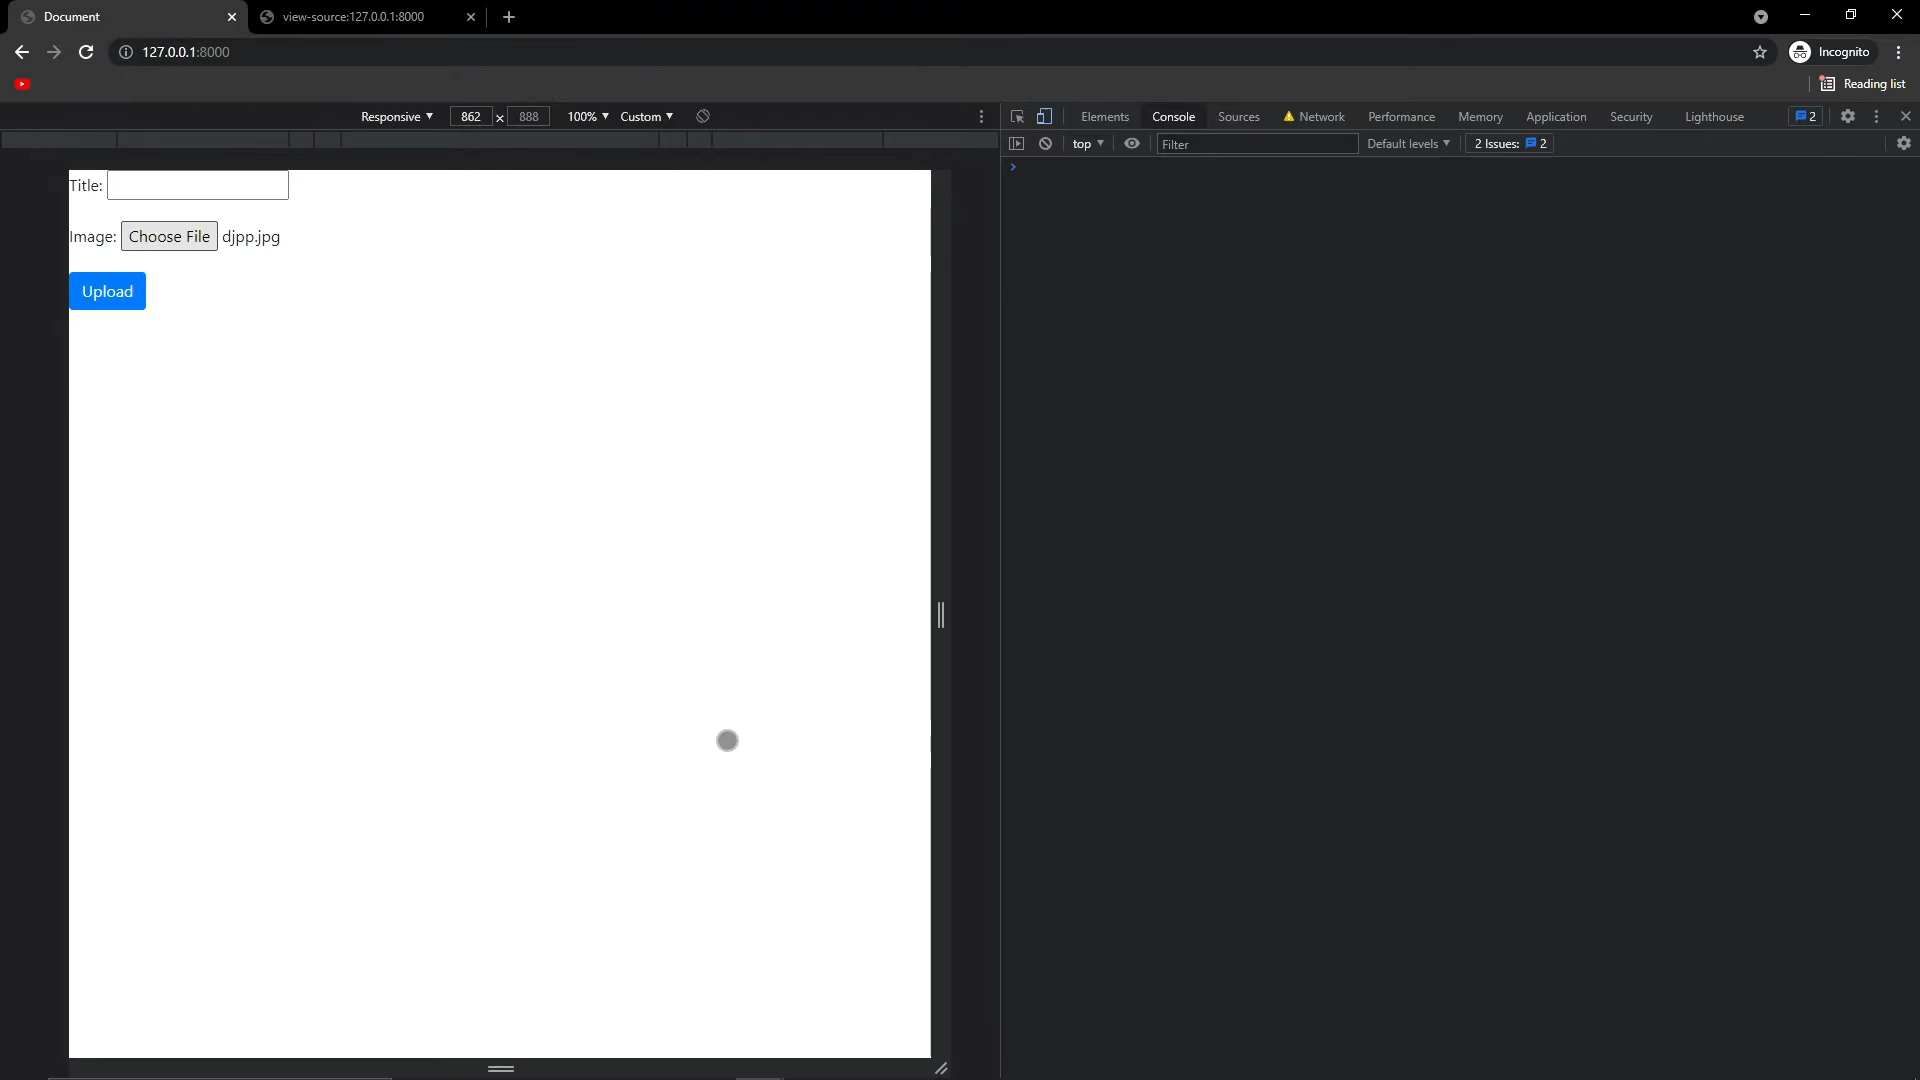 Document
view-source:127.0.0.1:8000
127.0.0.1:8000
Incognito
Reading list
Responsive 862 × 888 100% Custom
Elements Console Sources Network Performance Memory Application Security Lighthouse 2
top Filter Default levels 2 Issues: 2
Title:
Image: Choose File djpp.jpg
Upload